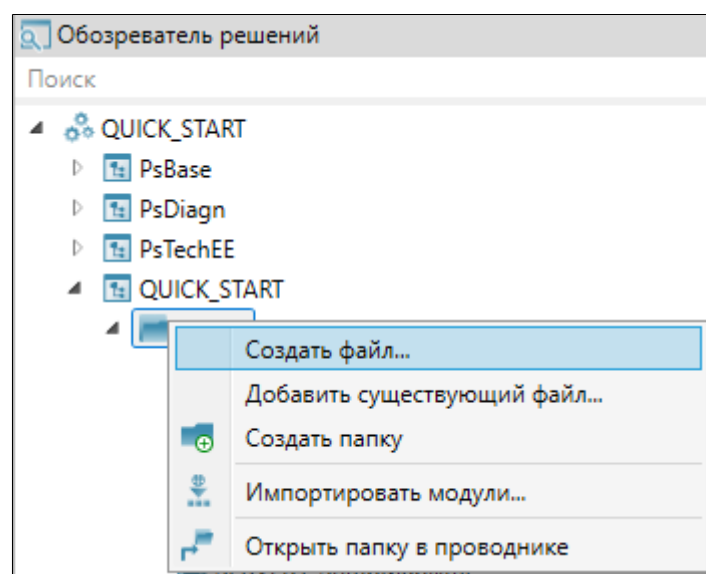 Обозреватель решений
Поиск
QUICK_START
PsBase
PsDiagn
PsTechEE
QUICK_START
Создать файл...
Добавить существующий файл...
Создать папку
Импортировать модули...
Открыть папку в проводнике